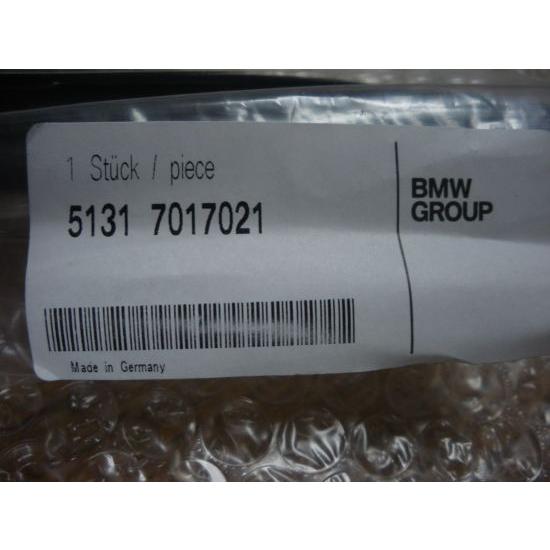 1 Stück / piece
5131 7017021
BMW
GROUP
Made in Germany